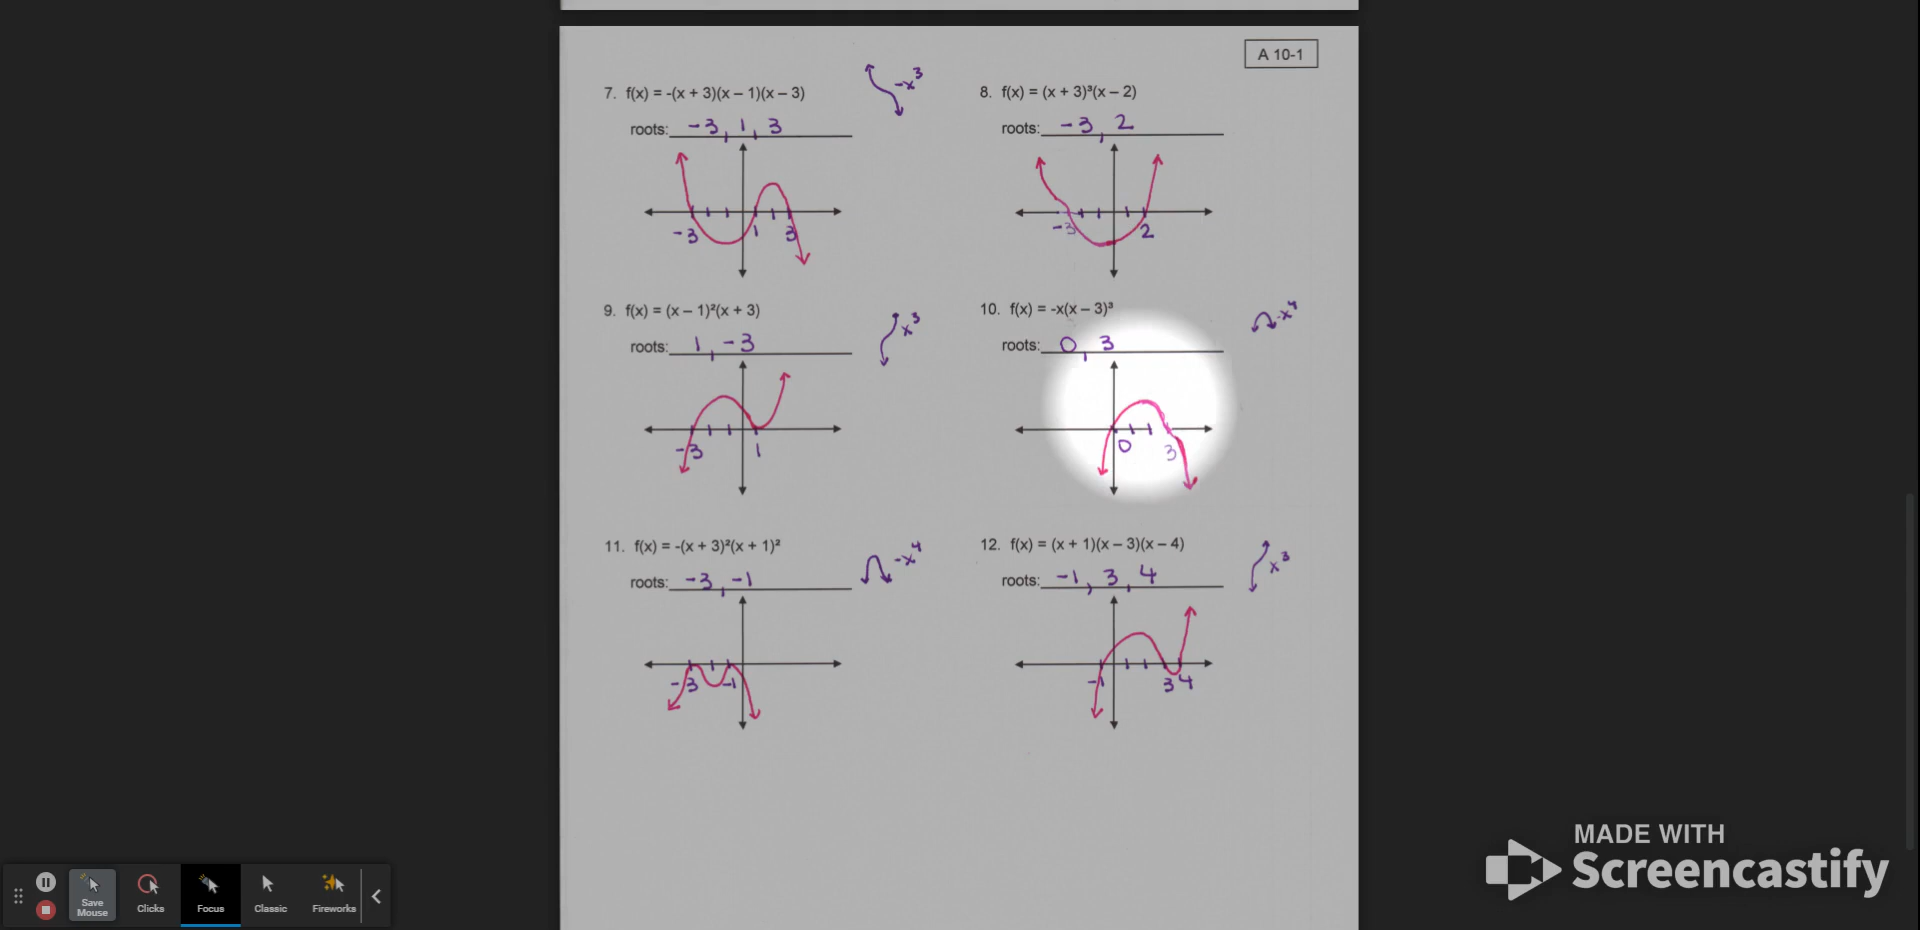 A 10-1
7. f(x) = -(x + 3)(x – 1)(x – 3)
-x³
roots: -3, 1, 3
-3 1 3
8. f(x) = (x + 3)³(x – 2)
roots: -3, 2
-3 2
9. f(x) = (x – 1)²(x + 3)
x³
roots: 1, -3
-3 1
10. f(x) = -x(x – 3)³
-x⁴
roots: 0, 3
0 3
11. f(x) = -(x + 3)²(x + 1)²
-x⁴
roots: -3, -1
-3 -1
12. f(x) = (x + 1)(x – 3)(x – 4)
x³
roots: -1, 3, 4
-1 3 4
Save Mouse
Clicks
Focus
Classic
Fireworks
MADE WITH
Screencastify